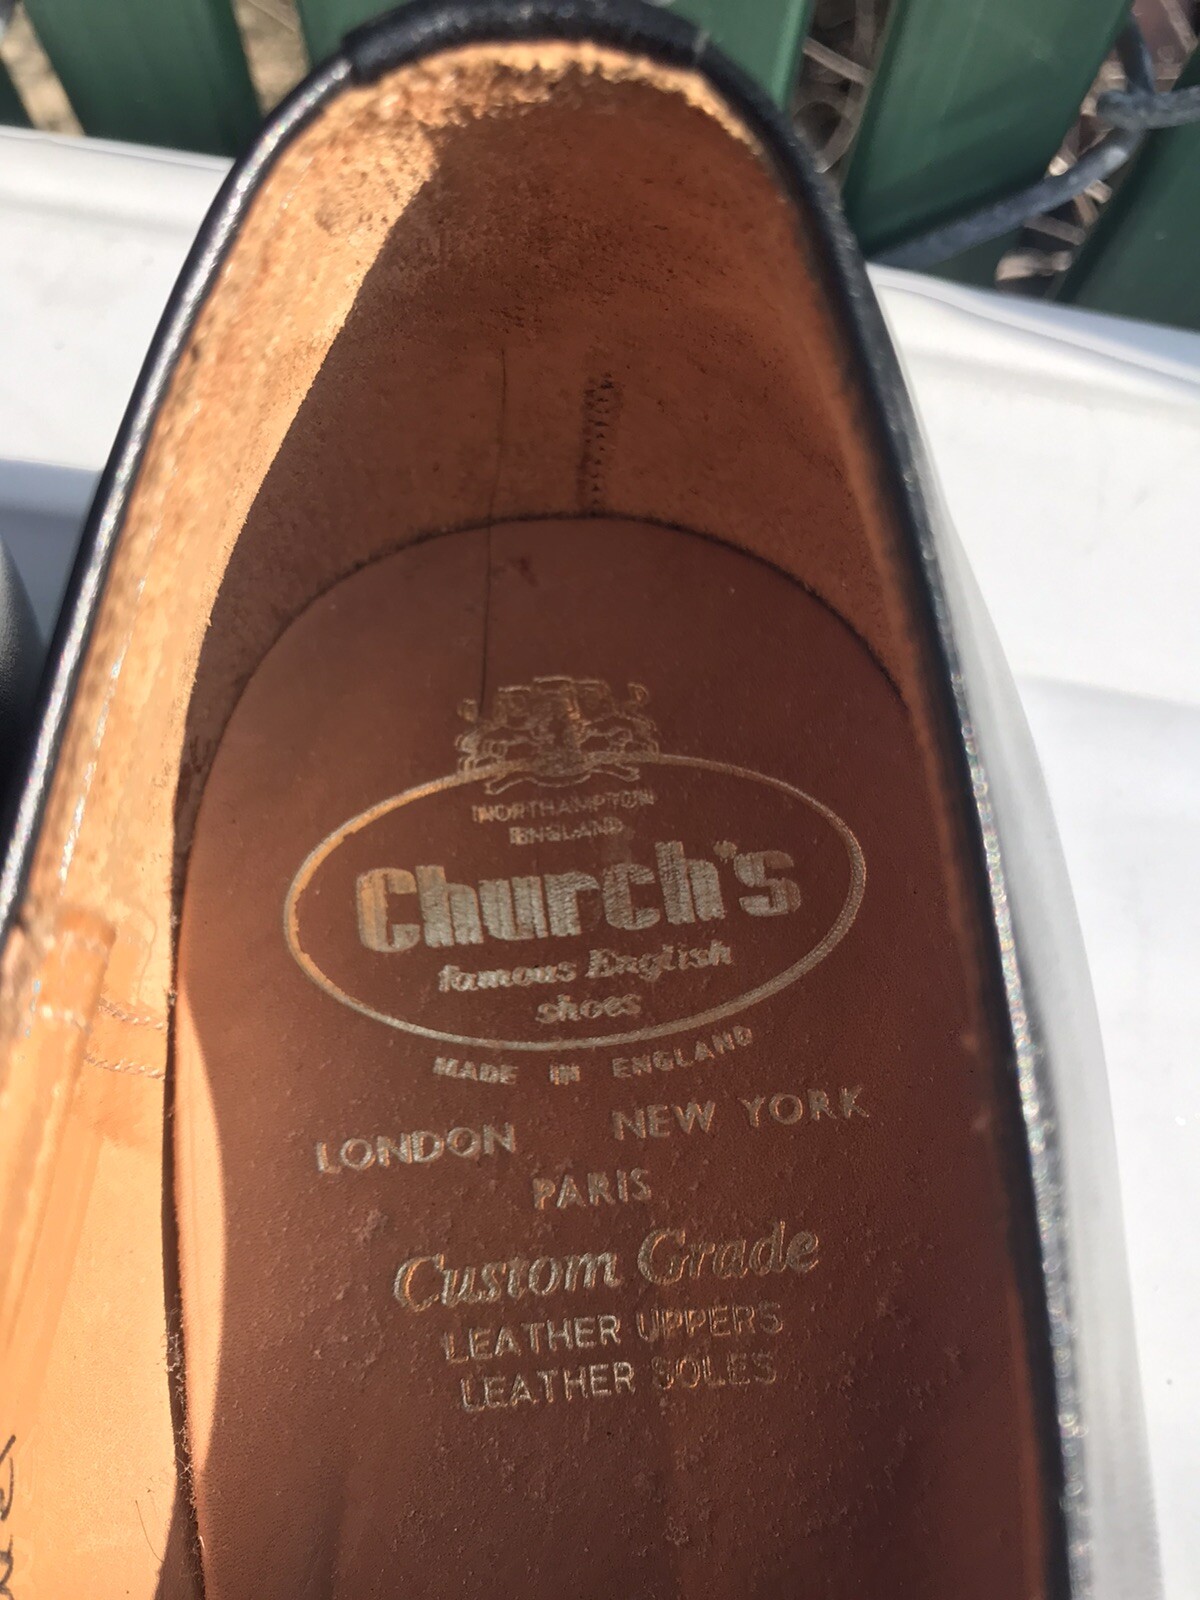 NORTHAMPTON
ENGLAND
Church's
famous English
shoes
MADE IN ENGLAND
LONDON NEW YORK
PARIS
Custom Grade
LEATHER UPPERS
LEATHER SOLES